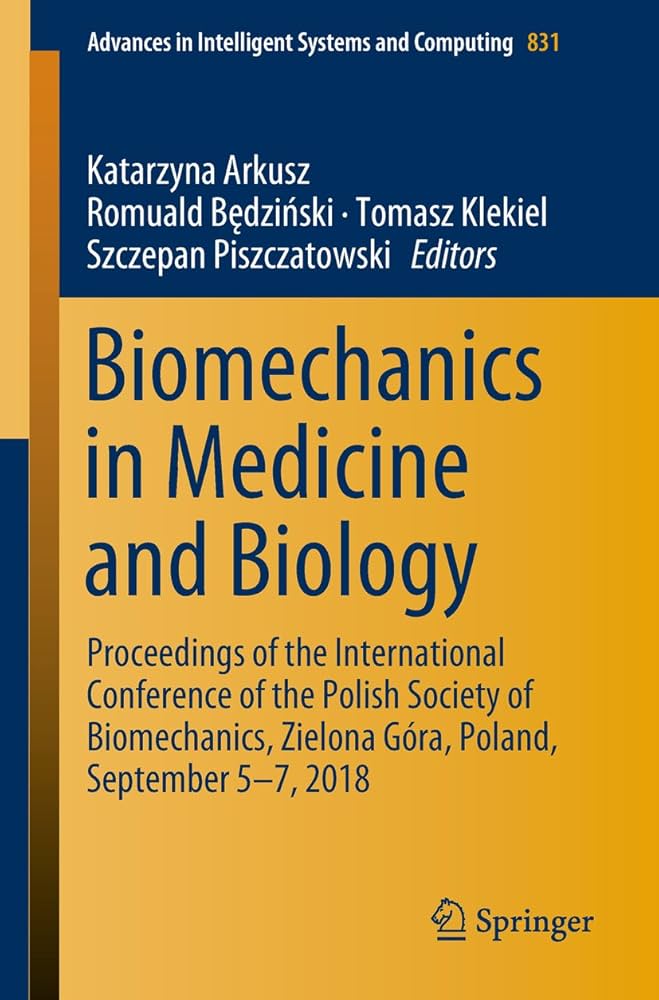 Advances in Intelligent Systems and Computing 831
Katarzyna Arkusz
Romuald Będziński · Tomasz Klekiel
Szczepan Piszczatowski Editors
Biomechanics
in Medicine
and Biology
Proceedings of the International
Conference of the Polish Society of
Biomechanics, Zielona Góra, Poland,
September 5–7, 2018
Springer